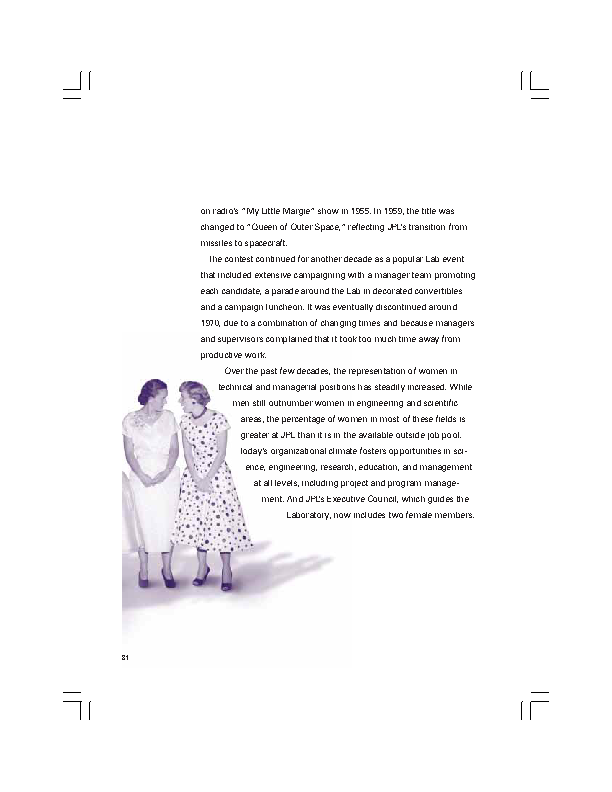 on radio's "My Little Margie" show in 1955. In 1959, the title was
changed to "Queen of Outer Space," reflecting JPL's transition from
missiles to spacecraft.
The contest continued for another decade as a popular Lab event
that included extensive campaigning with a manager team promoting
each candidate, a parade around the Lab in decorated convertibles
and a campaign luncheon. It was eventually discontinued around
1970, due to a combination of changing times and because managers
and supervisors complained that it took too much time away from
productive work.
Over the past few decades, the representation of women in
technical and managerial positions has steadily increased. While
men still outnumber women in engineering and scientific
areas, the percentage of women in most of these fields is
greater at JPL than it is in the available outside job pool.
Today's organizational climate fosters opportunities in sci-
ence, engineering, research, education, and management
at all levels, including project and program manage-
ment. And JPL's Executive Council, which guides the
Laboratory, now includes two female members.
81